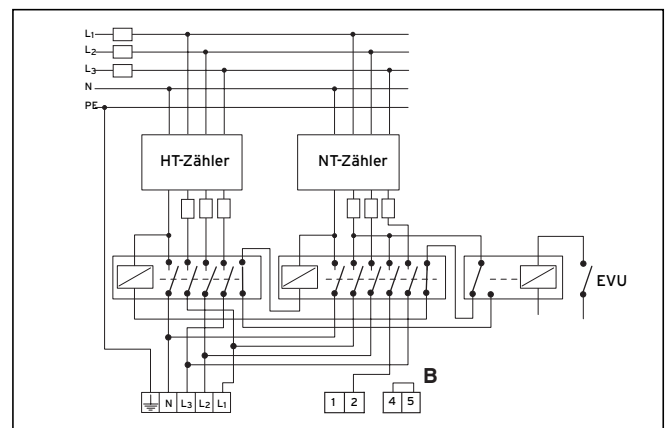 L1
L2
L3
N
PE
HT-Zähler NT-Zähler
EVU
B
N L3 L2 L1 1 2 4 5